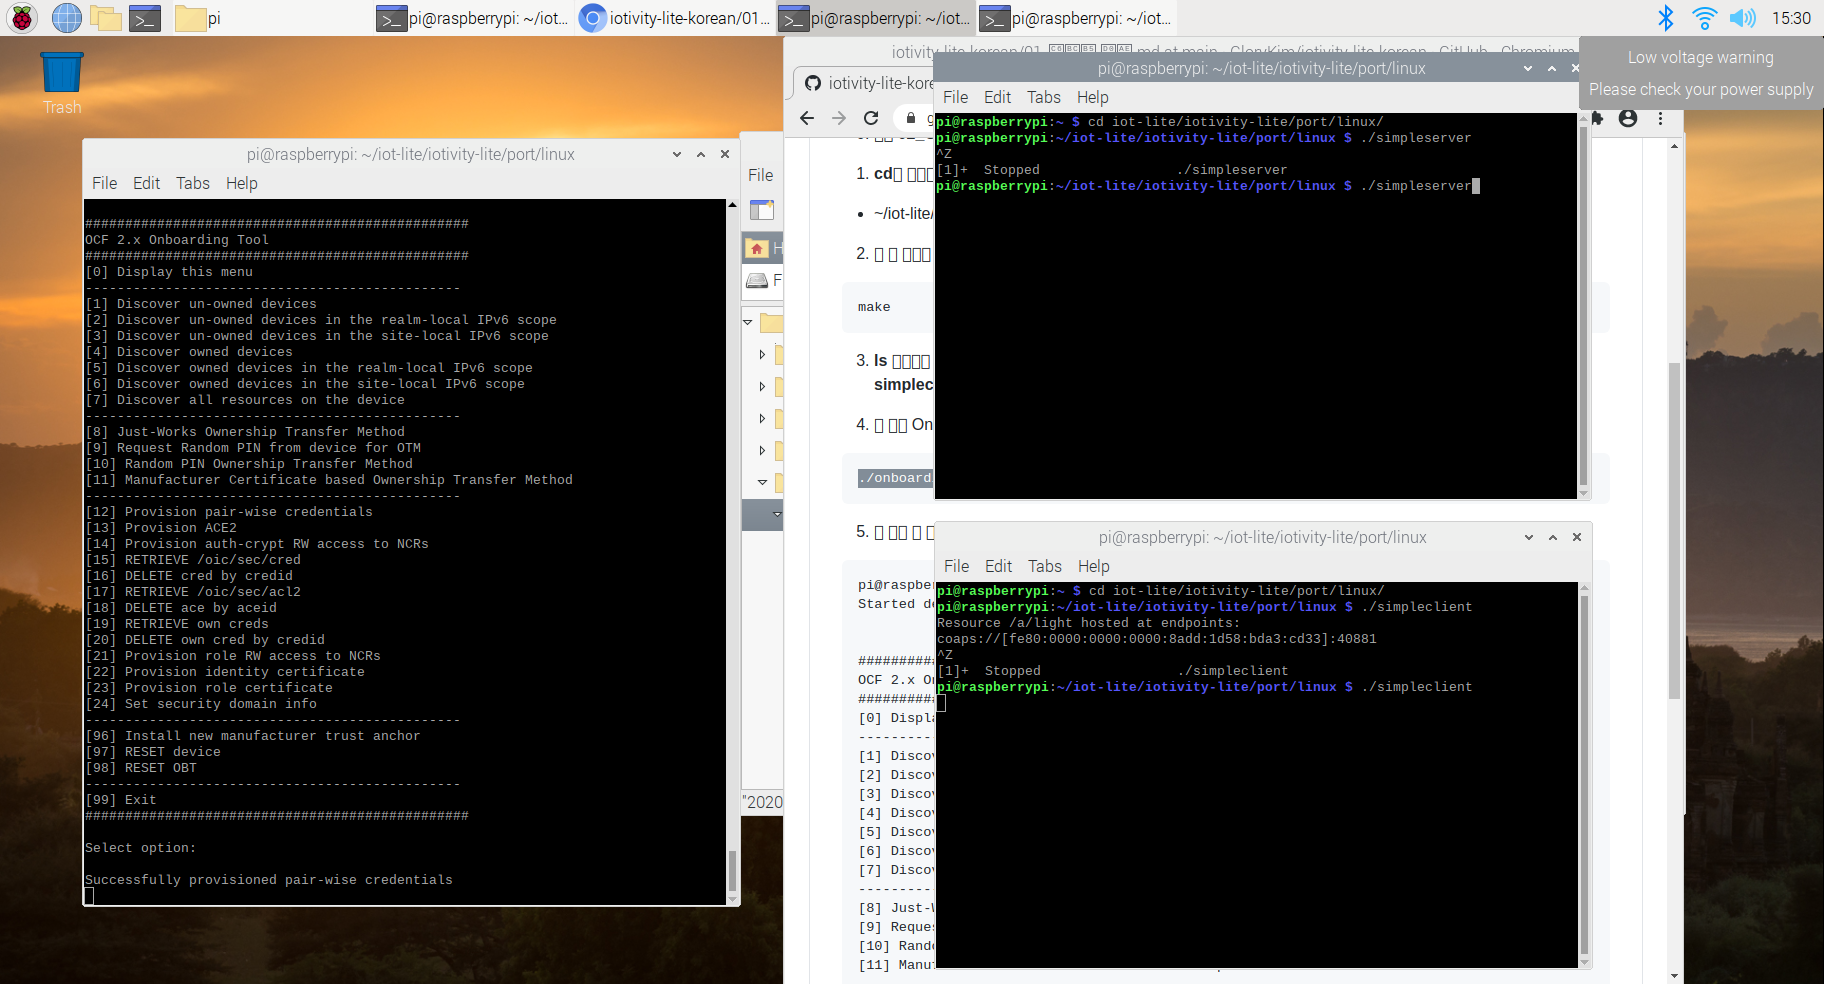 pi
pi@raspberrypi: ~/iot...
iotivity-lite-korean/01...
pi@raspberrypi: ~/iot...
pi@raspberrypi: ~/iot...
15:30
Low voltage warning
Please check your power supply
Trash
pi@raspberrypi: ~/iot-lite/iotivity-lite/port/linux
File Edit Tabs Help
###############################################
OCF 2.x Onboarding Tool
###############################################
[0] Display this menu
-----------------------------------------------
[1] Discover un-owned devices
[2] Discover un-owned devices in the realm-local IPv6 scope
[3] Discover un-owned devices in the site-local IPv6 scope
[4] Discover owned devices
[5] Discover owned devices in the realm-local IPv6 scope
[6] Discover owned devices in the site-local IPv6 scope
[7] Discover all resources on the device
-----------------------------------------------
[8] Just-Works Ownership Transfer Method
[9] Request Random PIN from device for OTM
[10] Random PIN Ownership Transfer Method
[11] Manufacturer Certificate based Ownership Transfer Method
-----------------------------------------------
[12] Provision pair-wise credentials
[13] Provision ACE2
[14] Provision auth-crypt RW access to NCRs
[15] RETRIEVE /oic/sec/cred
[16] DELETE cred by credid
[17] RETRIEVE /oic/sec/acl2
[18] DELETE ace by aceid
[19] RETRIEVE own creds
[20] DELETE own cred by credid
[21] Provision role RW access to NCRs
[22] Provision identity certificate
[23] Provision role certificate
[24] Set security domain info
-----------------------------------------------
[96] Install new manufacturer trust anchor
[97] RESET device
[98] RESET OBT
-----------------------------------------------
[99] Exit
###############################################
Select option:
Successfully provisioned pair-wise credentials
File
H
F
"2020
iotivity-lite-kore
1. cd
• ~/iot-lite/
2.
make
3. ls
simplec
4. On
./onboard
5.
pi@raspber
Started de
#########
OCF 2.x On
#########
[0] Displa
---------
[1] Discov
[2] Discov
[3] Discov
[4] Discov
[5] Discov
[6] Discov
[7] Discov
---------
[8] Just-W
[9] Reques
[10] Rando
[11] Manuf
pi@raspberrypi: ~/iot-lite/iotivity-lite/port/linux
File Edit Tabs Help
pi@raspberrypi:~ $ cd iot-lite/iotivity-lite/port/linux/
pi@raspberrypi:~/iot-lite/iotivity-lite/port/linux $ ./simpleserver
^Z
[1]+  Stopped                 ./simpleserver
pi@raspberrypi:~/iot-lite/iotivity-lite/port/linux $ ./simpleserver
pi@raspberrypi: ~/iot-lite/iotivity-lite/port/linux
File Edit Tabs Help
pi@raspberrypi:~ $ cd iot-lite/iotivity-lite/port/linux/
pi@raspberrypi:~/iot-lite/iotivity-lite/port/linux $ ./simpleclient
Resource /a/light hosted at endpoints:
coaps://[fe80:0000:0000:0000:8add:1d58:bda3:cd33]:40881
^Z
[1]+  Stopped                 ./simpleclient
pi@raspberrypi:~/iot-lite/iotivity-lite/port/linux $ ./simpleclient